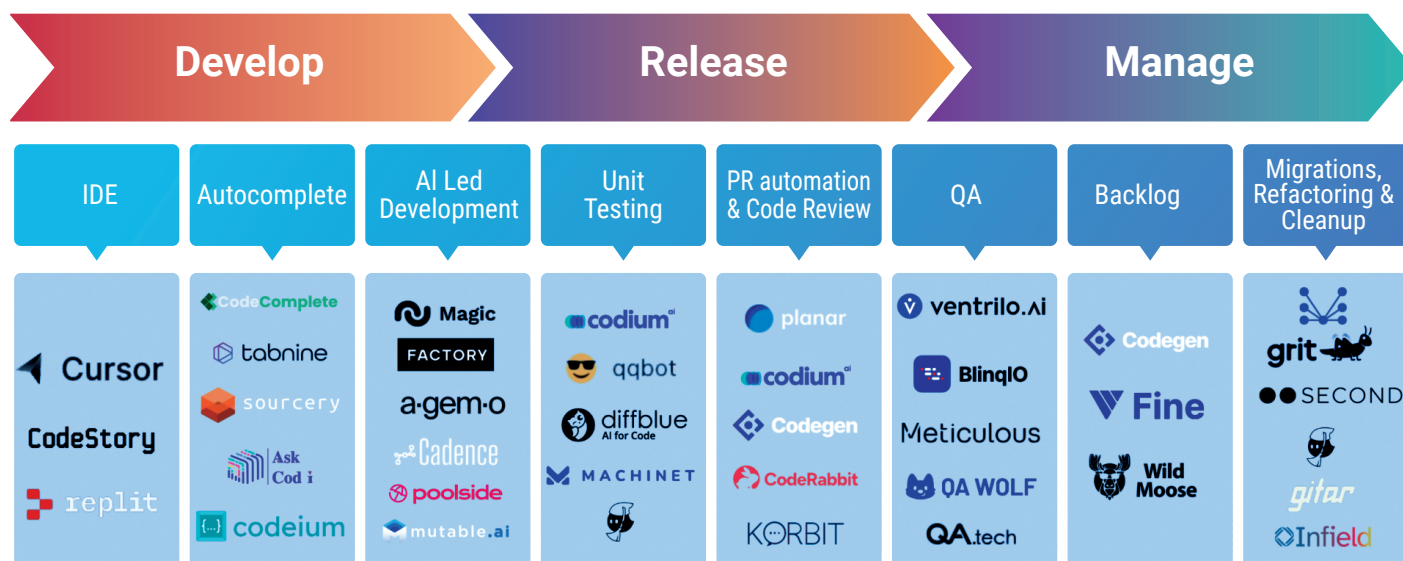 Develop
Release
Manage
IDE
Autocomplete
AI Led
Development
Unit
Testing
PR automation
& Code Review
QA
Backlog
Migrations,
Refactoring &
Cleanup
Cursor
CodeStory
replit
CodeComplete
tabnine
sourcery
Ask
Cod i
{...}
codeium
Magic
FACTORY
a·gem·o
Cadence
poolside
mutable.ai
codium ai
qqbot
diffblue
AI for Code
MACHINET
planar
codium ai
Codegen
CodeRabbit
KORBIT
ventrilo.ai
BlinqIO
Meticulous
QA WOLF
QA.tech
Codegen
Fine
Wild
Moose
grit
SECOND
gitar
Infield